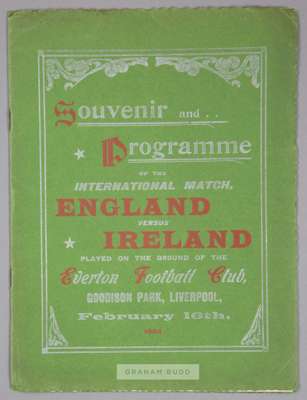 Souvenir and ..
Programme
OF THE
INTERNATIONAL MATCH,
ENGLAND
VERSUS
IRELAND
PLAYED ON THE GROUND OF THE
Everton Football Club,
GOODISON PARK, LIVERPOOL,
February 16th.
GRAHAM BUDD